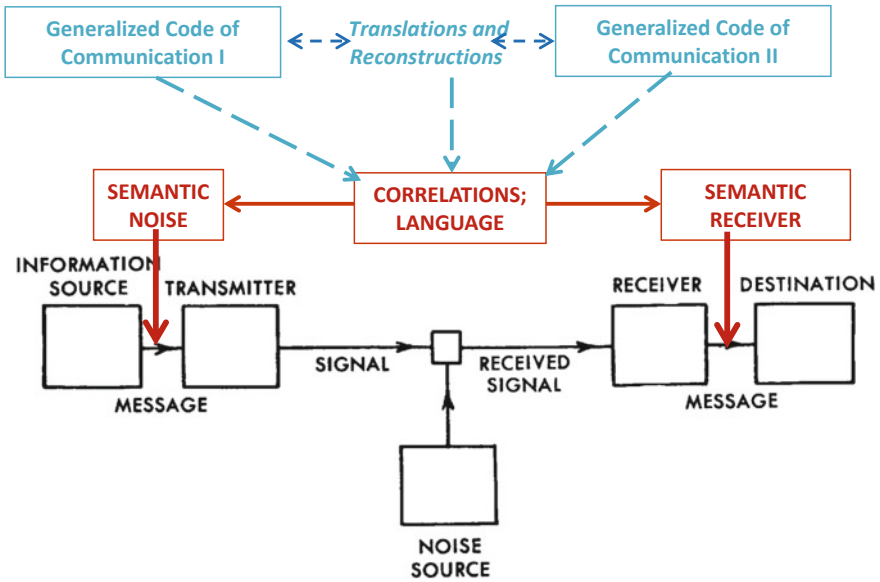 Generalized Code of
Communication I
Translations and
Reconstructions
Generalized Code of
Communication II
SEMANTIC
NOISE
CORRELATIONS;
LANGUAGE
SEMANTIC
RECEIVER
INFORMATION
SOURCE
TRANSMITTER
RECEIVER
DESTINATION
SIGNAL
RECEIVED
SIGNAL
MESSAGE
MESSAGE
NOISE
SOURCE